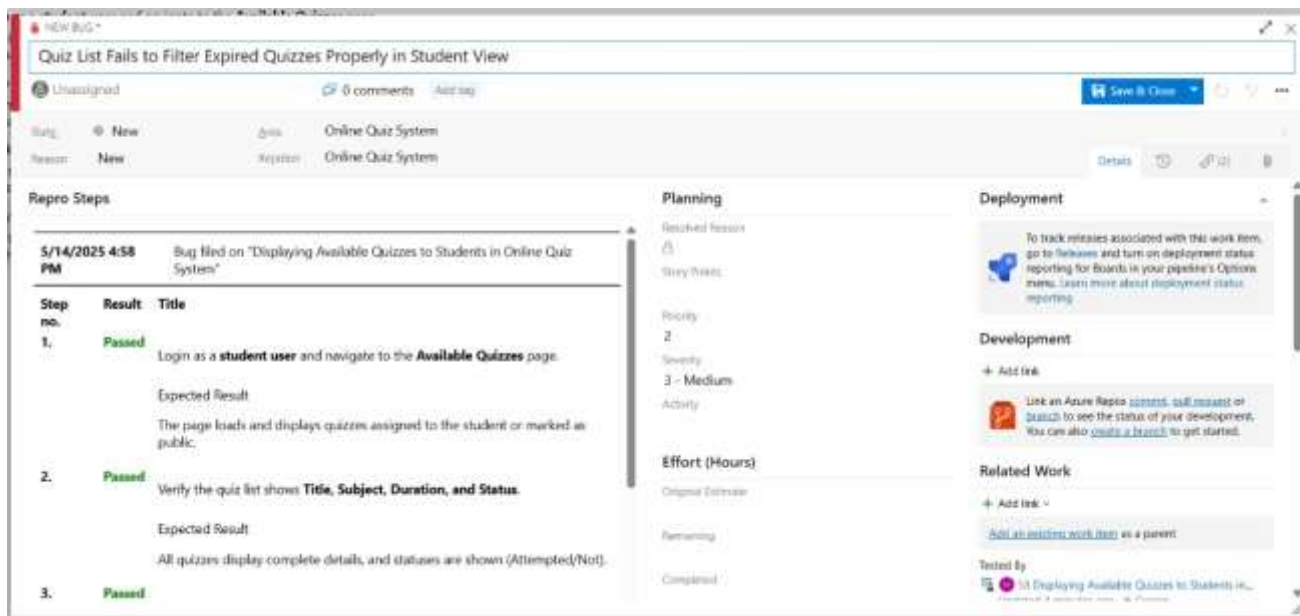 NEW BUG *
Quiz List Fails to Filter Expired Quizzes Properly in Student View
Unassigned
0 comments
Add tag
Save & Close
State
New
Area
Online Quiz System
Reason
New
Iteration
Online Quiz System
Details
Repro Steps
5/14/2025 4:58
PM
Bug filed on "Displaying Available Quizzes to Students in Online Quiz
System"
Step
no.
Result
Title
1.
Passed
Login as a student user and navigate to the Available Quizzes page.
Expected Result
The page loads and displays quizzes assigned to the student or marked as
public.
2.
Passed
Verify the quiz list shows Title, Subject, Duration, and Status.
Expected Result
All quizzes display complete details, and statuses are shown (Attempted/Not).
3.
Passed
Planning
Resolved Reason
Story Points
Priority
2
Severity
3 - Medium
Activity
Effort (Hours)
Original Estimate
Remaining
Completed
Deployment
To track releases associated with this work item,
go to Releases and turn on deployment status
reporting for Boards in your pipeline's Options
menu. Learn more about deployment status
reporting
Development
+ Add link
Link an Azure Repos commit, pull request or
branch to see the status of your development.
You can also create a branch to get started.
Related Work
+ Add link
Add an existing work item as a parent
Tested By
Displaying Available Quizzes to Students in...